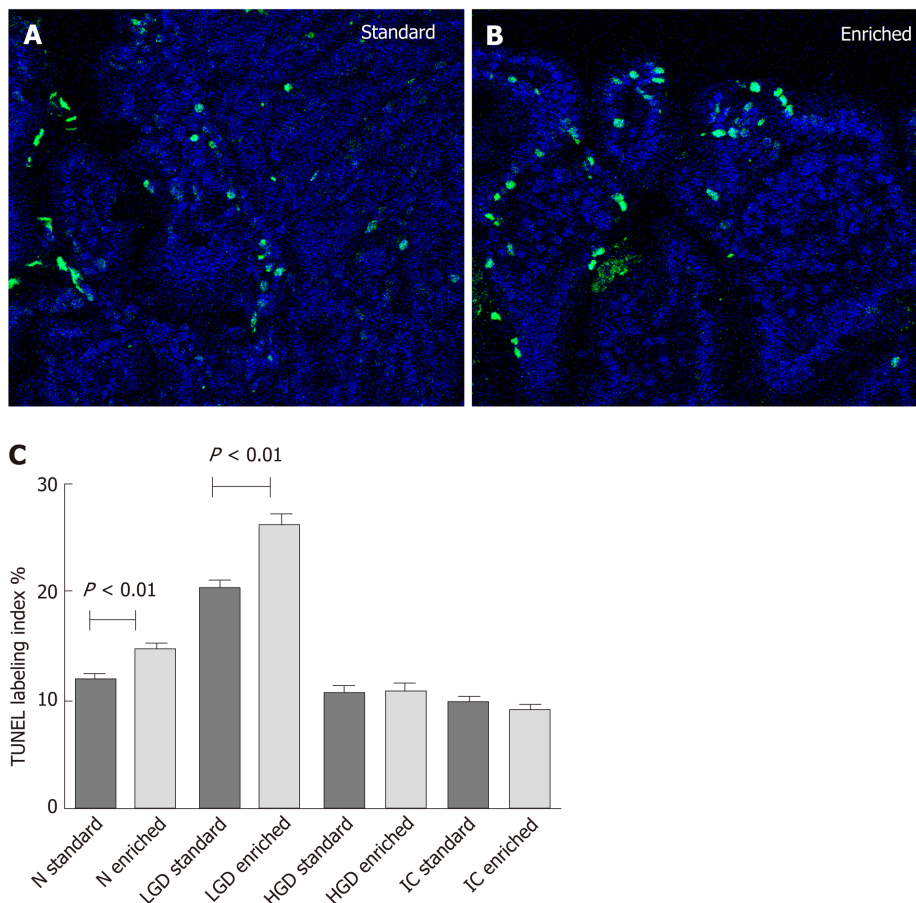 A
Standard
B
Enriched
C
P < 0.01
P < 0.01
TUNEL labeling index %
30
20
10
0
N standard
N enriched
LGD standard
LGD enriched
HGD standard
HGD enriched
IC standard
IC enriched